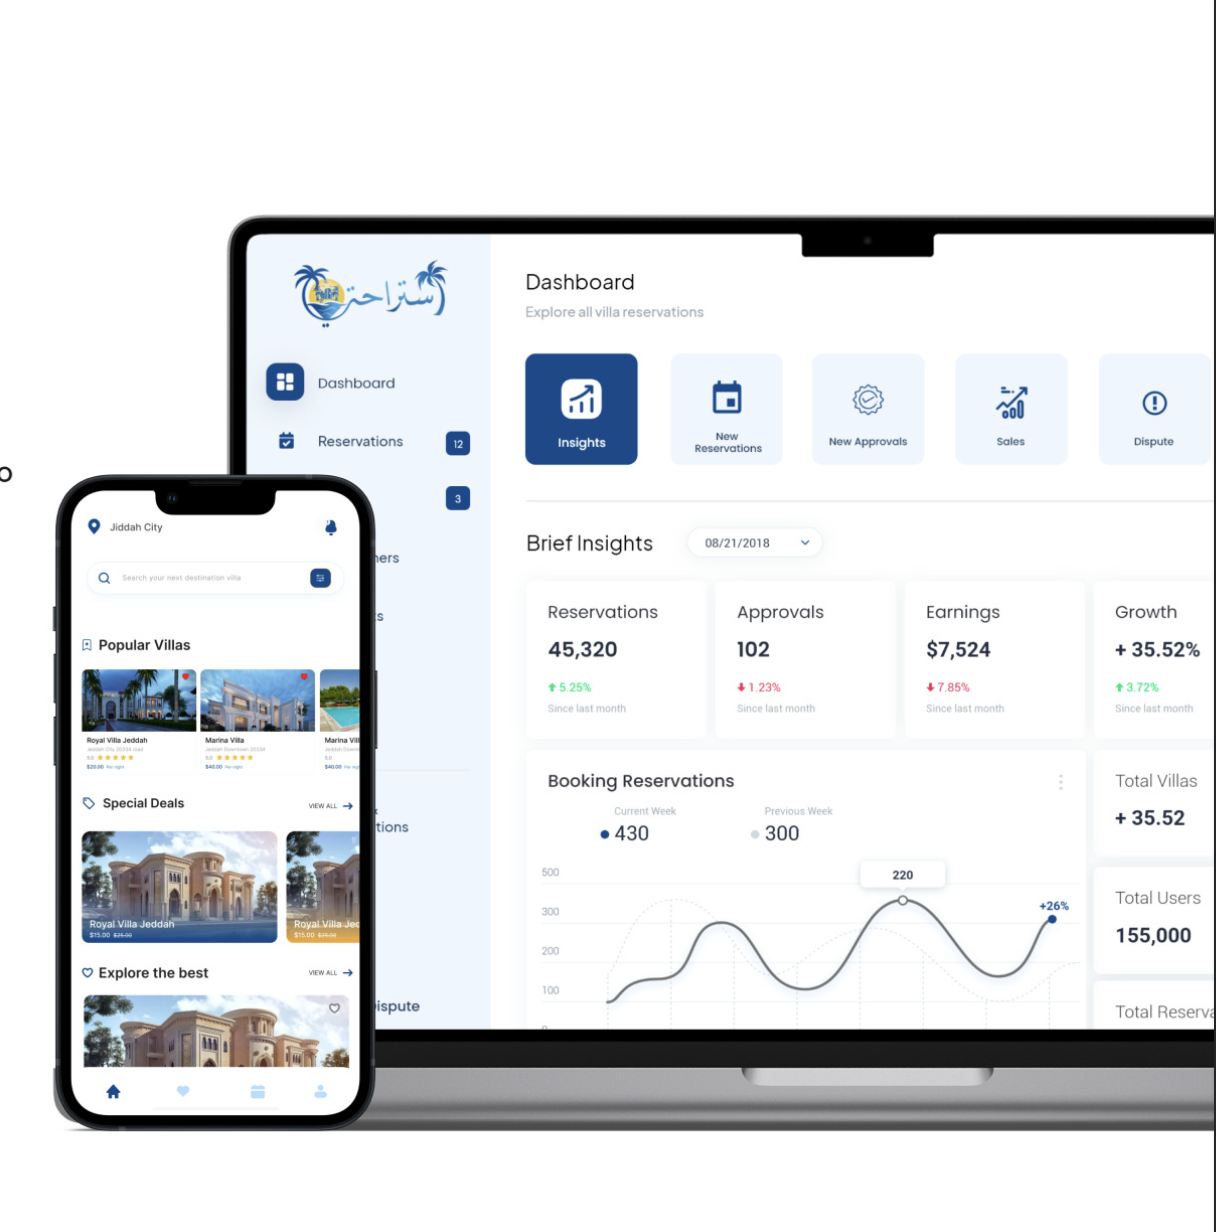 o
استراحتي
Dashboard
Reservations
12
3
ners
ts
tions
ispute
Dashboard
Explore all villa reservations
Insights
New
Reservations
New Approvals
Sales
Dispute
Brief Insights
08/21/2018
Reservations
45,320
5.25%
Since last month
Approvals
102
1.23%
Since last month
Earnings
$7,524
7.85%
Since last month
Growth
+ 35.52%
3.72%
Since last month
Booking Reservations
Current Week
430
Previous Week
300
500
300
200
100
0
220
+26%
Total Villas
+ 35.52
Total Users
155,000
Total Reserva
Jiddah City
Search your next destination villa
Popular Villas
Royal Villa Jeddah
Jeddah City 20334 road
5.0
$20.00 Per night
Marina Villa
Jeddah Downtown 20334
5.0
$40.00 Per night
Marina Vill
Jeddah Downt
5.0
$40.00 Per nig
Special Deals
VIEW ALL
Royal Villa Jeddah
$15.00 $25.00
Royal Villa Jec
$15.00 $25.00
Explore the best
VIEW ALL